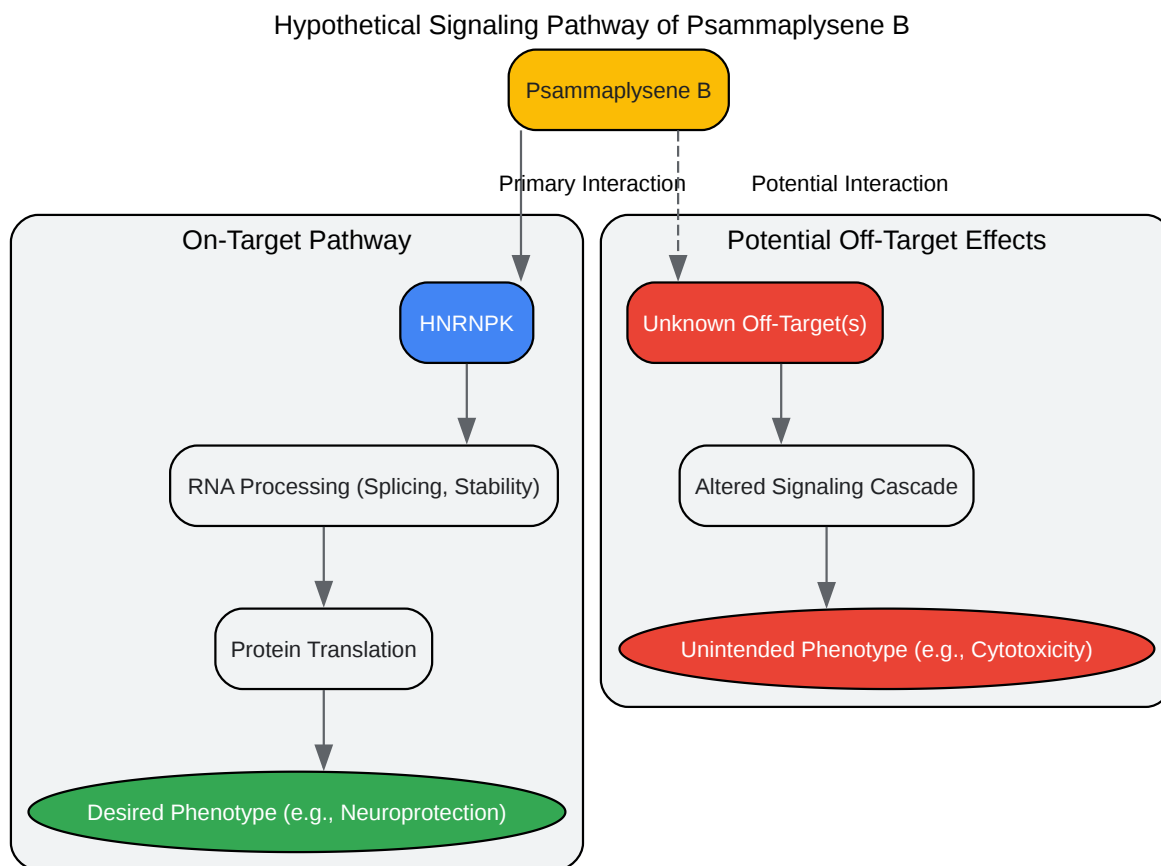 Hypothetical Signaling Pathway of Psammaplysene B
Psammaplysene B
Primary Interaction
Potential Interaction
On-Target Pathway
Potential Off-Target Effects
HNRNPK
Unknown Off-Target(s)
RNA Processing (Splicing, Stability)
Altered Signaling Cascade
Protein Translation
Unintended Phenotype (e.g., Cytotoxicity)
Desired Phenotype (e.g., Neuroprotection)